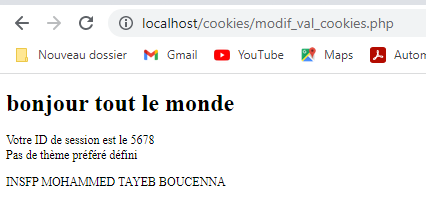 localhost/cookies/modif_val_cookies.php
Nouveau dossier Gmail YouTube Maps Autom
bonjour tout le monde
Votre ID de session est le 5678
Pas de thème préféré défini
INSFP MOHAMMED TAYEB BOUCENNA